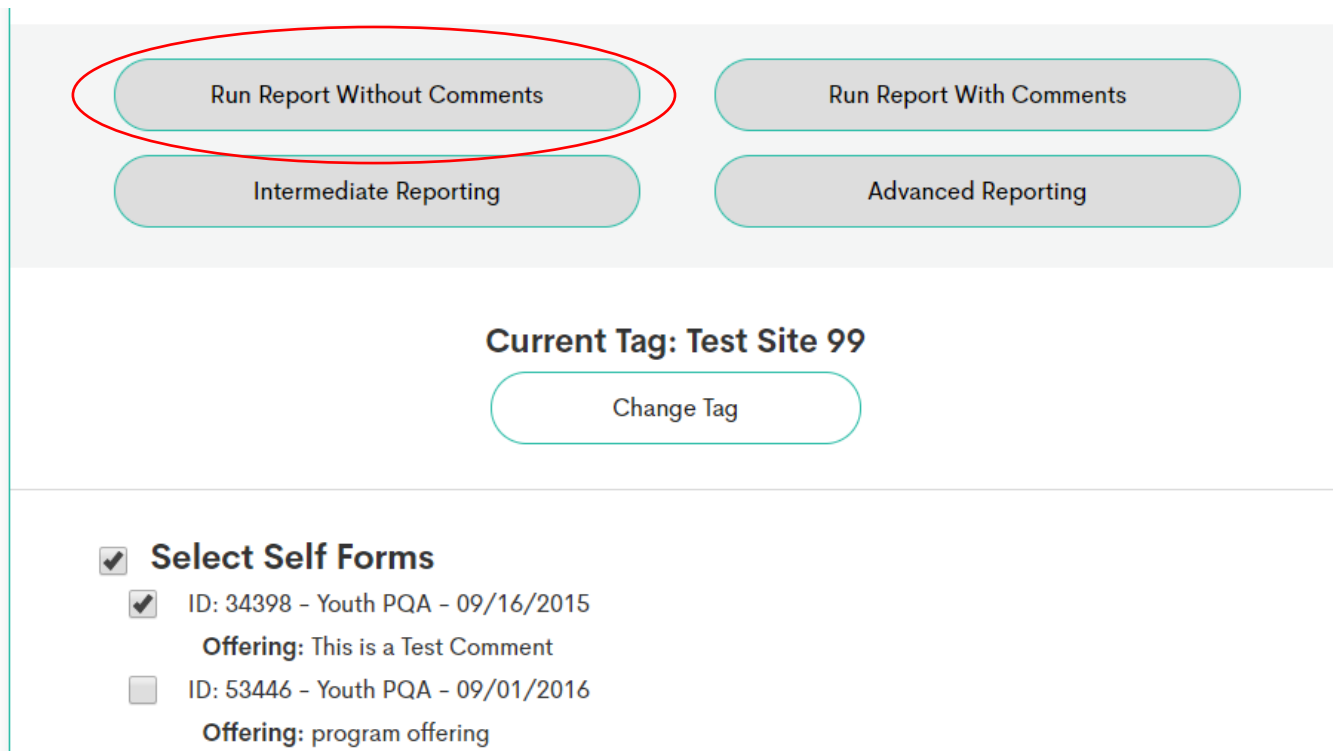 Run Report Without Comments
Run Report With Comments
Intermediate Reporting
Advanced Reporting
Current Tag: Test Site 99
Change Tag
Select Self Forms
ID: 34398 - Youth PQA - 09/16/2015
Offering: This is a Test Comment
ID: 53446 - Youth PQA - 09/01/2016
Offering: program offering